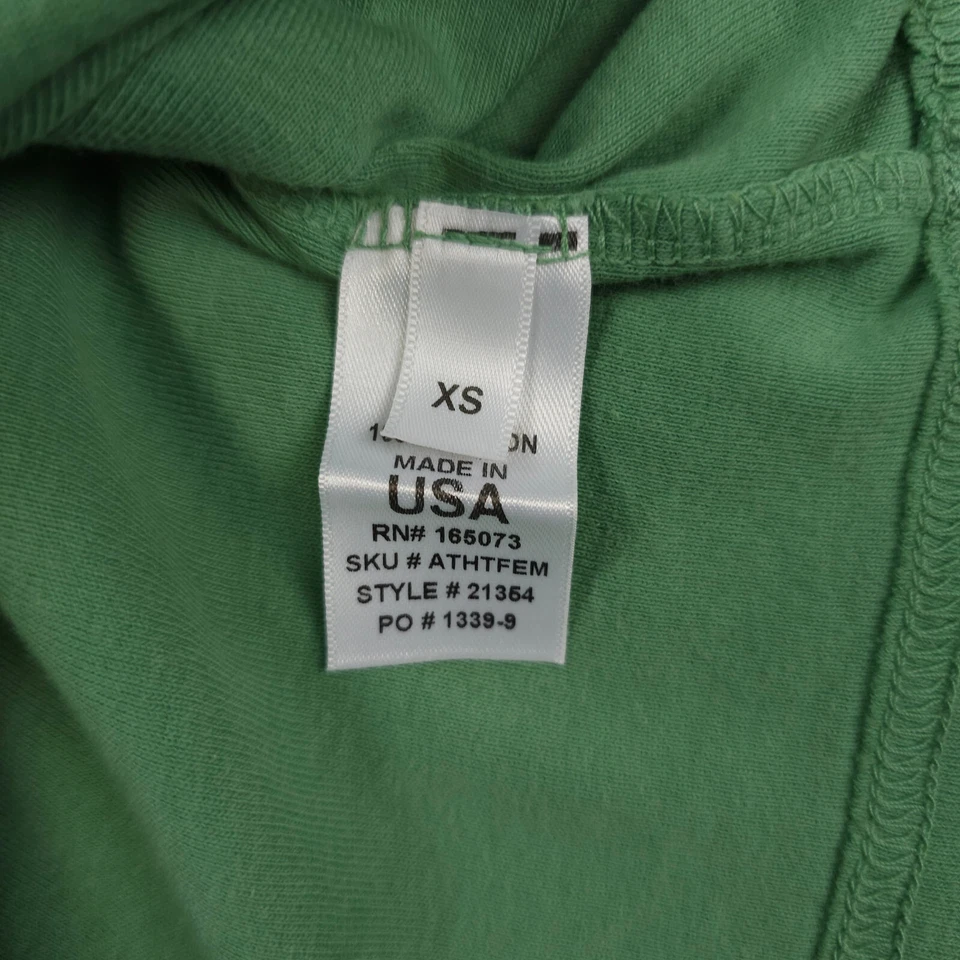 XS
MADE IN
USA
RN# 165073
SKU # ATHTFEM
STYLE # 21354
PO # 1339-9